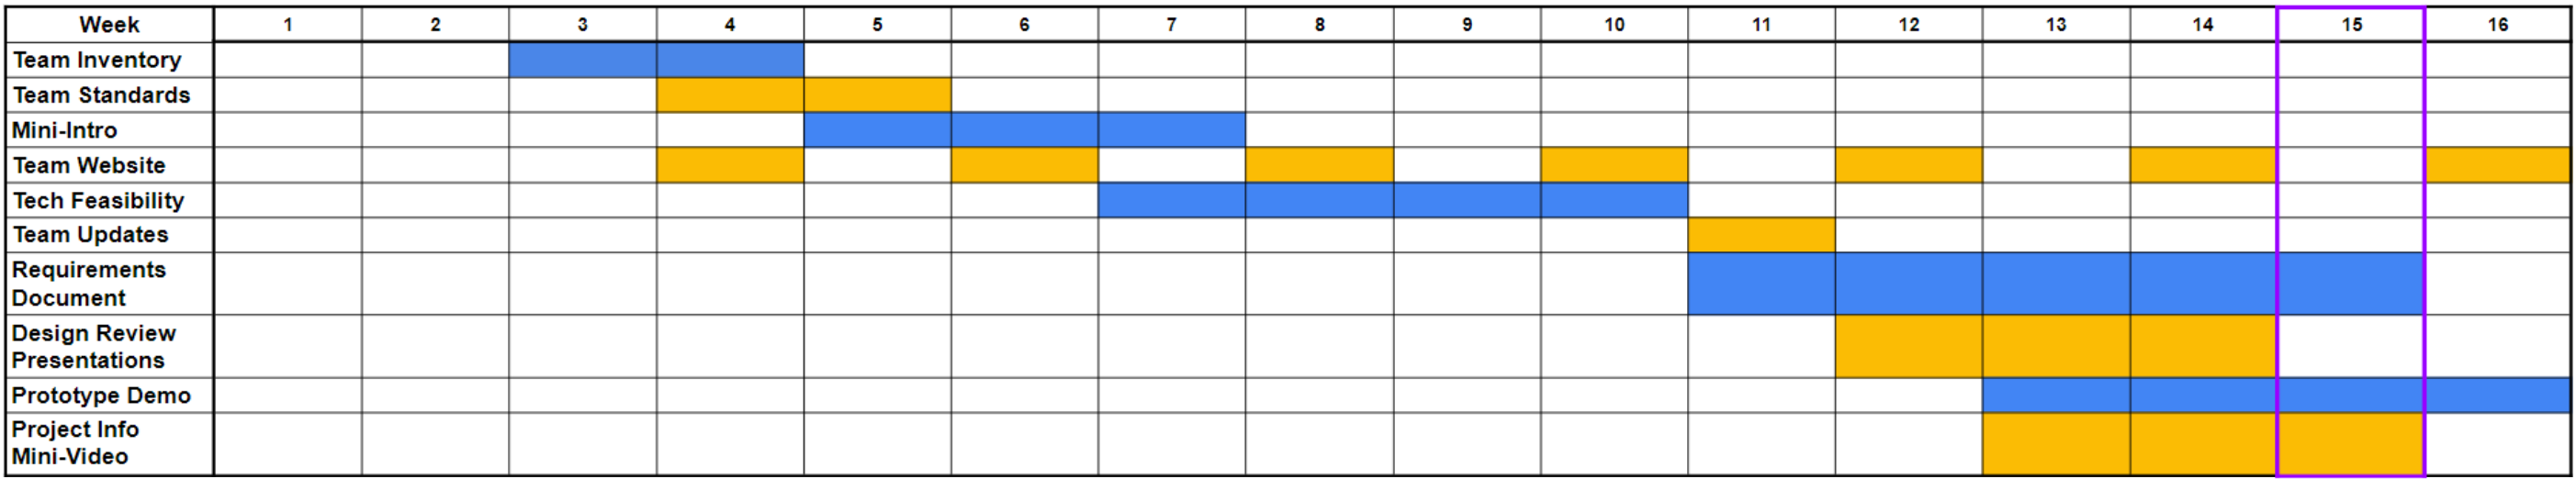 Week 1 2 3 4 5 6 7 8 9 10 11 12 13 14 15 16
Team Inventory
Team Standards
Mini-Intro
Team Website
Tech Feasibility
Team Updates
Requirements
Document
Design Review
Presentations
Prototype Demo
Project Info
Mini-Video